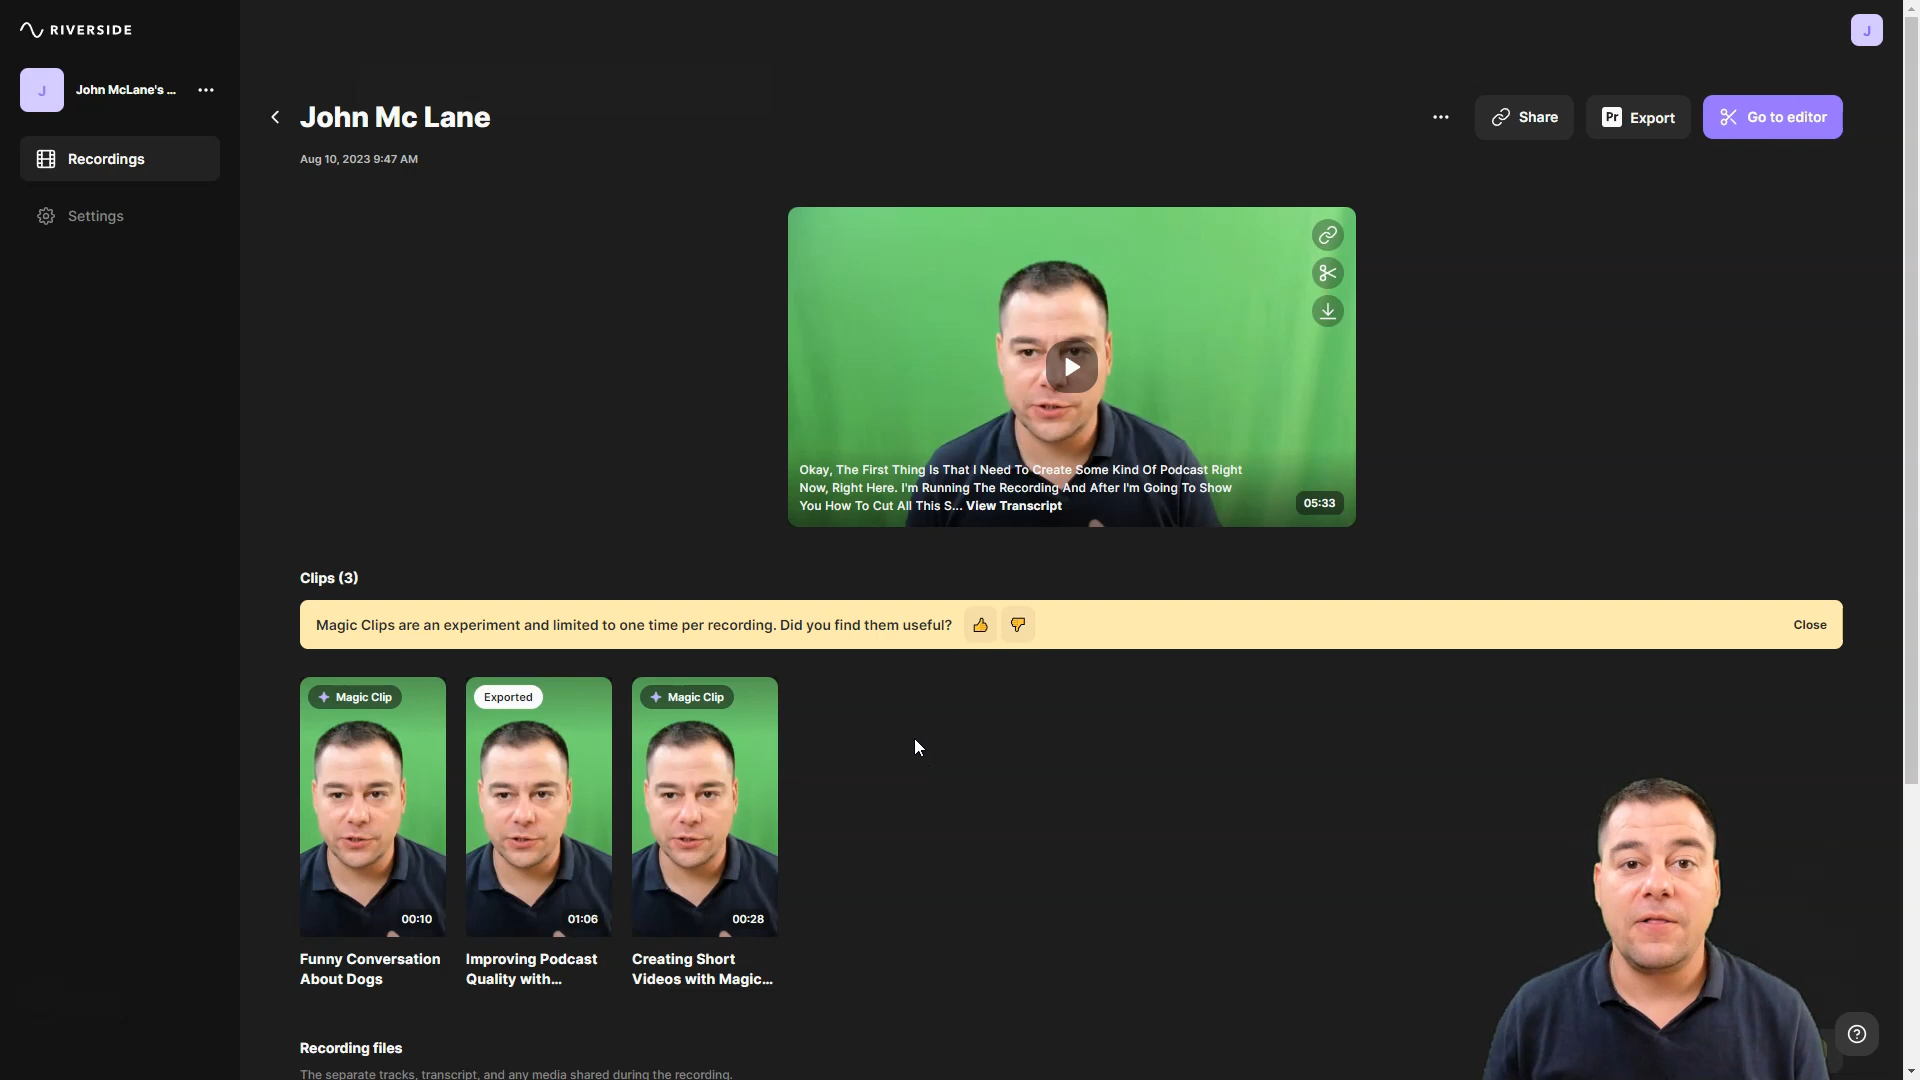 RIVERSIDE
J
J
John McLane's ...
Recordings
Settings
John Mc Lane
Aug 10, 2023 9:47 AM
Share
Pr Export
Go to editor
Okay, The First Thing Is That I Need To Create Some Kind Of Podcast Right
Now, Right Here. I'm Running The Recording And After I'm Going To Show
You How To Cut All This S... View Transcript
05:33
Clips (3)
Magic Clips are an experiment and limited to one time per recording. Did you find them useful?
Close
Magic Clip
Exported
Magic Clip
00:10
01:06
00:28
Funny Conversation
About Dogs
Improving Podcast
Quality with...
Creating Short
Videos with Magic...
Recording files
The separate tracks, transcript, and any media shared during the recording.